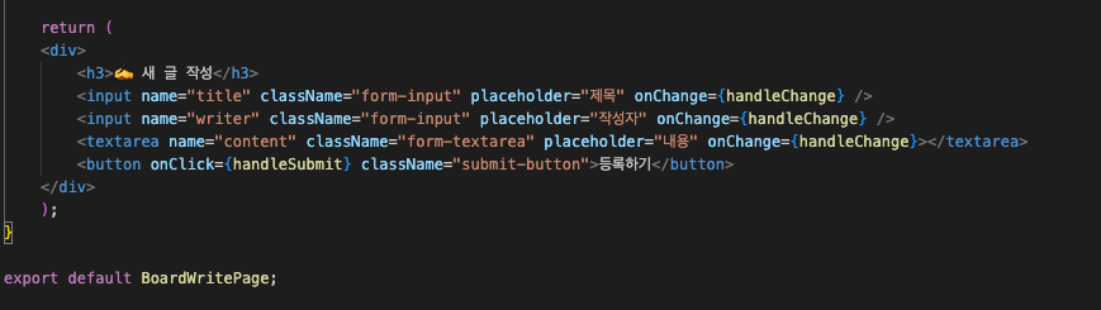 return (
<div>
<h3>✍️ 새 글 작성</h3>
<input name="title" className="form-input" placeholder="제목" onChange={handleChange} />
<input name="writer" className="form-input" placeholder="작성자" onChange={handleChange} />
<textarea name="content" className="form-textarea" placeholder="내용" onChange={handleChange}></textarea>
<button onClick={handleSubmit} className="submit-button">등록하기</button>
</div>
);
}
export default BoardWritePage;